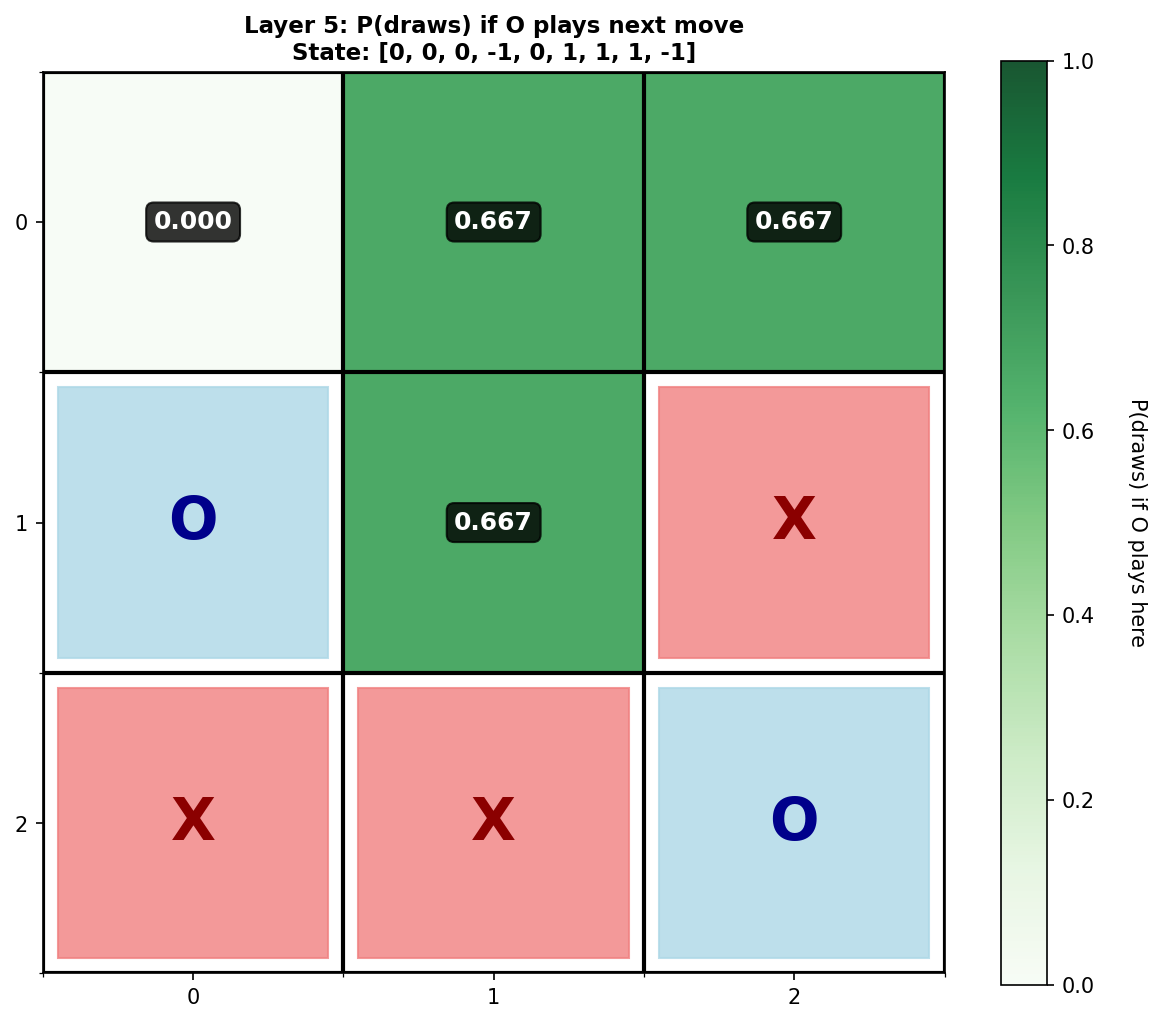 Layer 5: P(draws) if O plays next move
State: [0, 0, 0, -1, 0, 1, 1, 1, -1]
0.000
0.667
0.667
O
0.667
X
X
X
O
0
1
2
0
1
2
1.0
0.8
0.6
0.4
0.2
0.0
P(draws) if O plays here